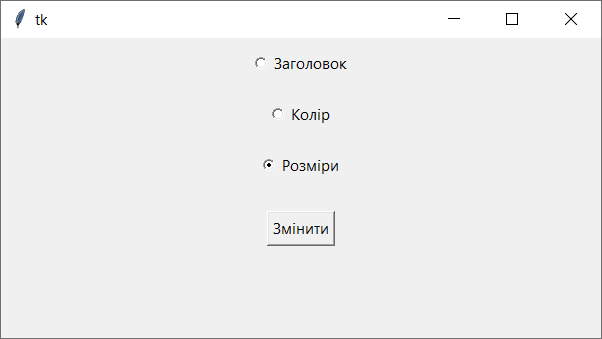 tk
Заголовок
Колір
Розміри
Змінити